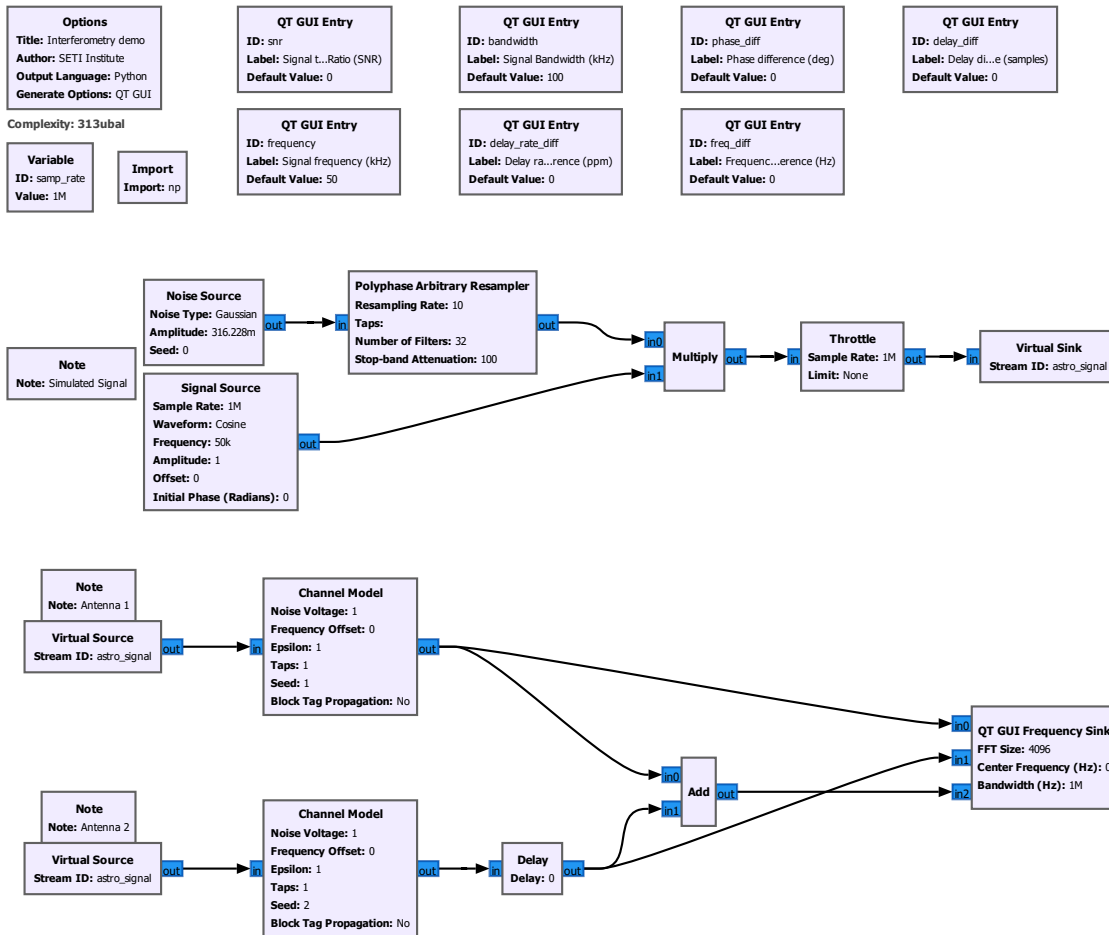 Options
Title: Interferometry demo
Author: SETI Institute
Output Language: Python
Generate Options: QT GUI
QT GUI Entry
ID: snr
Label: Signal t...Ratio (SNR)
Default Value: 0
QT GUI Entry
ID: bandwidth
Label: Signal Bandwidth (kHz)
Default Value: 100
QT GUI Entry
ID: phase_diff
Label: Phase difference (deg)
Default Value: 0
QT GUI Entry
ID: delay_diff
Label: Delay di...e (samples)
Default Value: 0
Complexity: 313ubal
Variable
ID: samp_rate
Value: 1M
Import
Import: np
QT GUI Entry
ID: frequency
Label: Signal frequency (kHz)
Default Value: 50
QT GUI Entry
ID: delay_rate_diff
Label: Delay ra...rence (ppm)
Default Value: 0
QT GUI Entry
ID: freq_diff
Label: Frequenc...erence (Hz)
Default Value: 0
Noise Source
Noise Type: Gaussian
Amplitude: 316.228m
Seed: 0
out
Polyphase Arbitrary Resampler
Resampling Rate: 10
Taps:
Number of Filters: 32
Stop-band Attenuation: 100
in
out
Multiply
in0
in1
out
Throttle
Sample Rate: 1M
Limit: None
in
out
Virtual Sink
Stream ID: astro_signal
in
Note
Note: Simulated Signal
Signal Source
Sample Rate: 1M
Waveform: Cosine
Frequency: 50k
Amplitude: 1
Offset: 0
Initial Phase (Radians): 0
out
Note
Note: Antenna 1
Virtual Source
Stream ID: astro_signal
out
Channel Model
Noise Voltage: 1
Frequency Offset: 0
Epsilon: 1
Taps: 1
Seed: 1
Block Tag Propagation: No
in
out
QT GUI Frequency Sink
FFT Size: 4096
Center Frequency (Hz): 0
Bandwidth (Hz): 1M
in0
in1
in2
Add
in0
in1
out
Note
Note: Antenna 2
Virtual Source
Stream ID: astro_signal
out
Channel Model
Noise Voltage: 1
Frequency Offset: 0
Epsilon: 1
Taps: 1
Seed: 2
Block Tag Propagation: No
in
out
Delay
Delay: 0
in
out